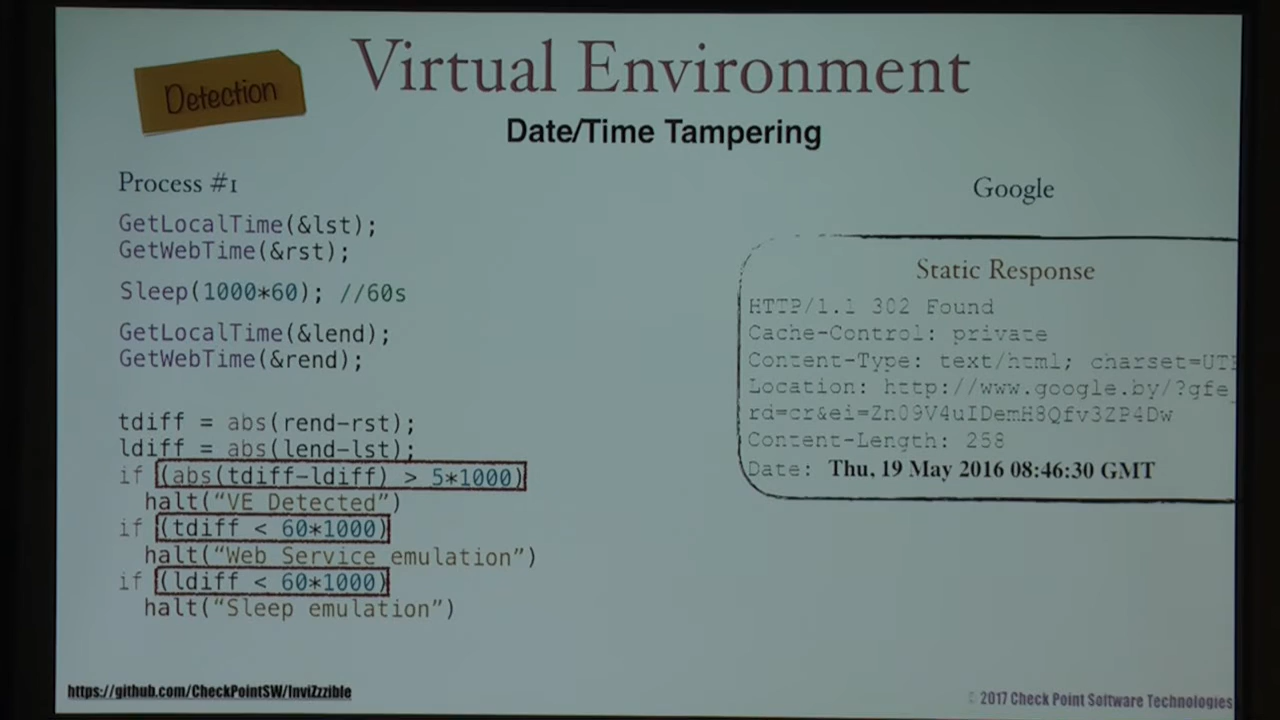 Detection
Virtual Environment
Date/Time Tampering
Process #1
GetLocalTime(&lst);
GetWebTime(&rst);
Sleep(1000*60); //60s
GetLocalTime(&lend);
GetWebTime(&rend);
tdiff = abs(rend-rst);
ldiff = abs(lend-lst);
if (abs(tdiff-ldiff) > 5*1000)
halt(“VE Detected”)
if (tdiff < 60*1000)
halt(“Web Service emulation”)
if (ldiff < 60*1000)
halt(“Sleep emulation”)
Google
Static Response
HTTP/1.1 302 Found
Cache-Control: private
Content-Type: text/html; charset=UT
Location: http://www.google.by/?gfe_
rd=cr&ei=Zn09V4uIDemH8Qfv3ZP4Dw
Content-Length: 258
Date: Thu, 19 May 2016 08:46:30 GMT
https://github.com/CheckPointSW/InviZzzible
© 2017 Check Point Software Technologies